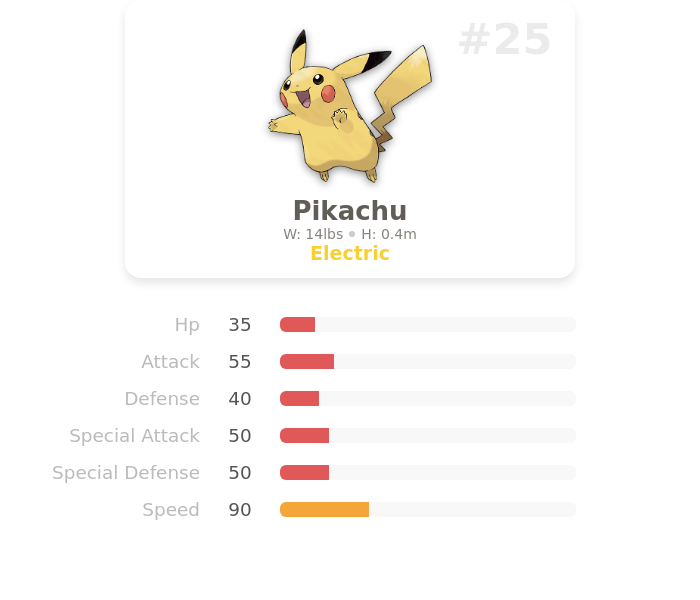 #25
Pikachu
W: 14lbs ● H: 0.4m
Electric
Hp 35
Attack 55
Defense 40
Special Attack 50
Special Defense 50
Speed 90